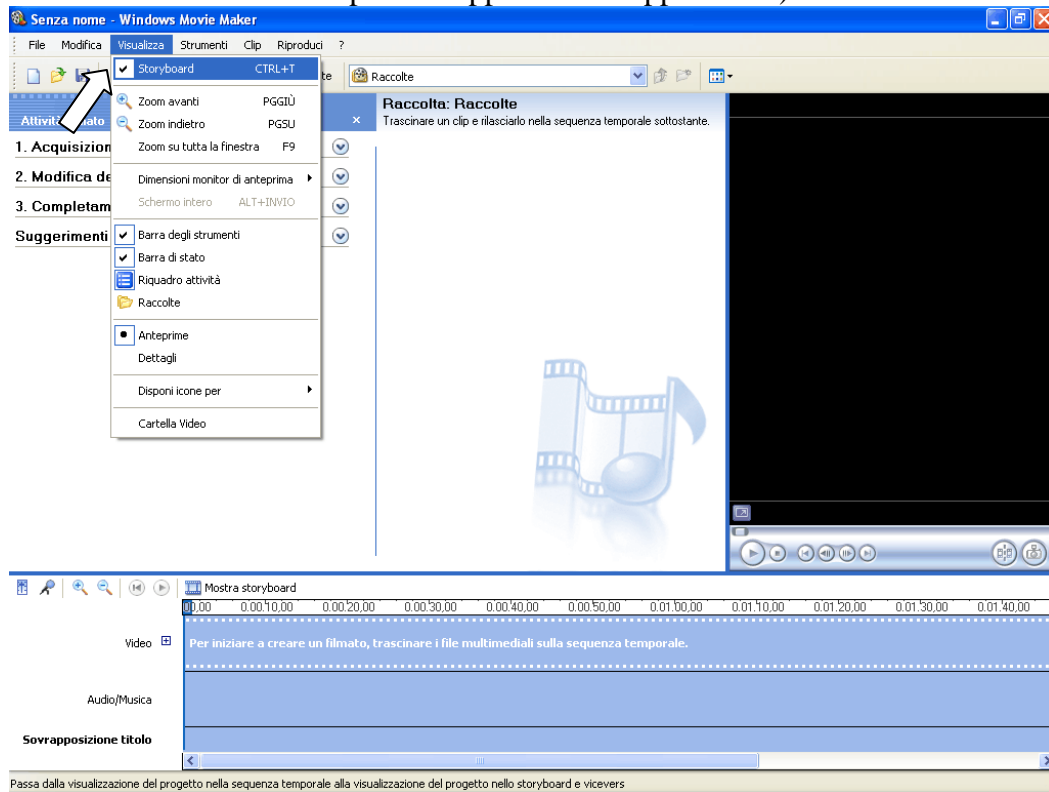 Senza nome - Windows Movie Maker
File Modifica Visualizza Strumenti Clip Riproduci ?
Storyboard CTRL+T
Zoom avanti PGGIÙ
Zoom indietro PGSU
Zoom su tutta la finestra F9
Dimensioni monitor di anteprima
Schermo intero ALT+INVIO
Barra degli strumenti
Barra di stato
Riquadro attività
Raccolte
Anteprime
Dettagli
Disponi icone per
Cartella Video
te Raccolte
Attività
1. Acquisizion
2. Modifica de
3. Completam
Suggerimenti
Raccolta: Raccolte
Trascinare un clip e rilasciarlo nella sequenza temporale sottostante.
Mostra storyboard
00,00 0.00.10,00 0.00.20,00 0.00.30,00 0.00.40,00 0.00.50,00 0.01.00,00 0.01.10,00 0.01.20,00 0.01.30,00 0.01.40,00
Video
Per iniziare a creare un filmato, trascinare i file multimediali sulla sequenza temporale.
Audio/Musica
Sovrapposizione titolo
Passa dalla visualizzazione del progetto nella sequenza temporale alla visualizzazione del progetto nello storyboard e vicevers